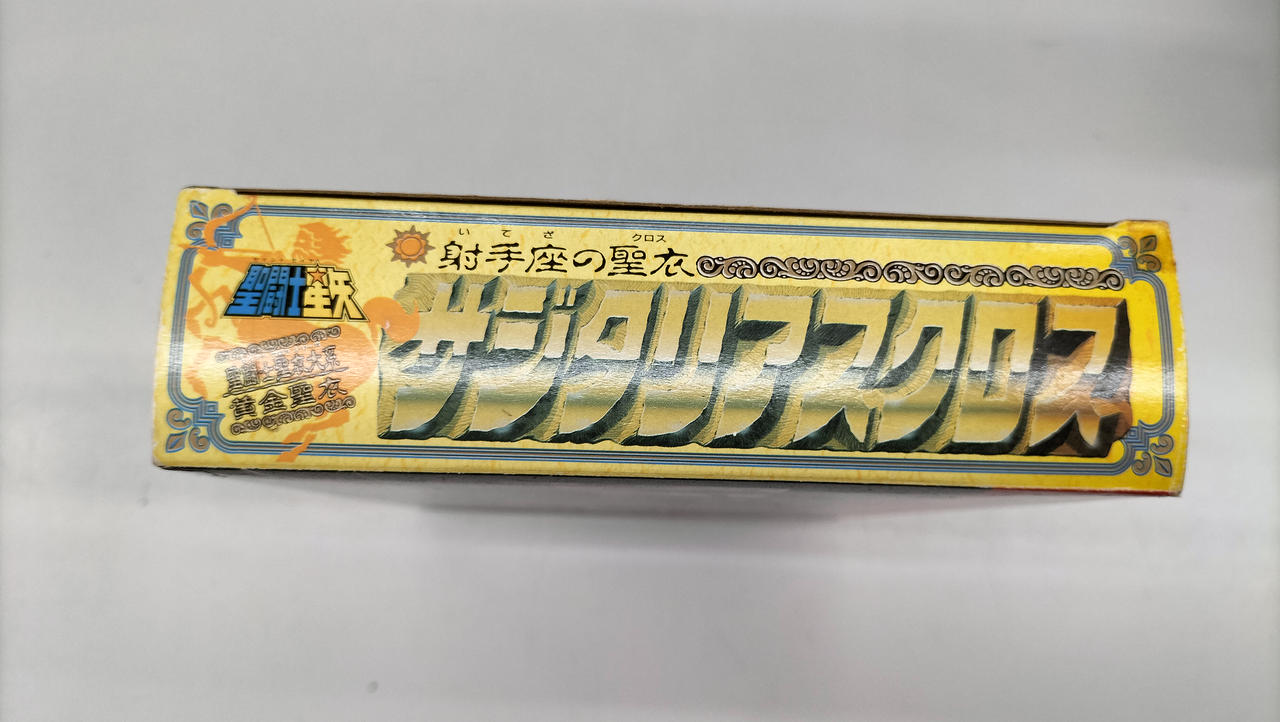 聖闘士星矢
聖闘士聖衣大系
黄金聖衣
いてざ クロス
射手座の聖衣
サジタリアスクロス